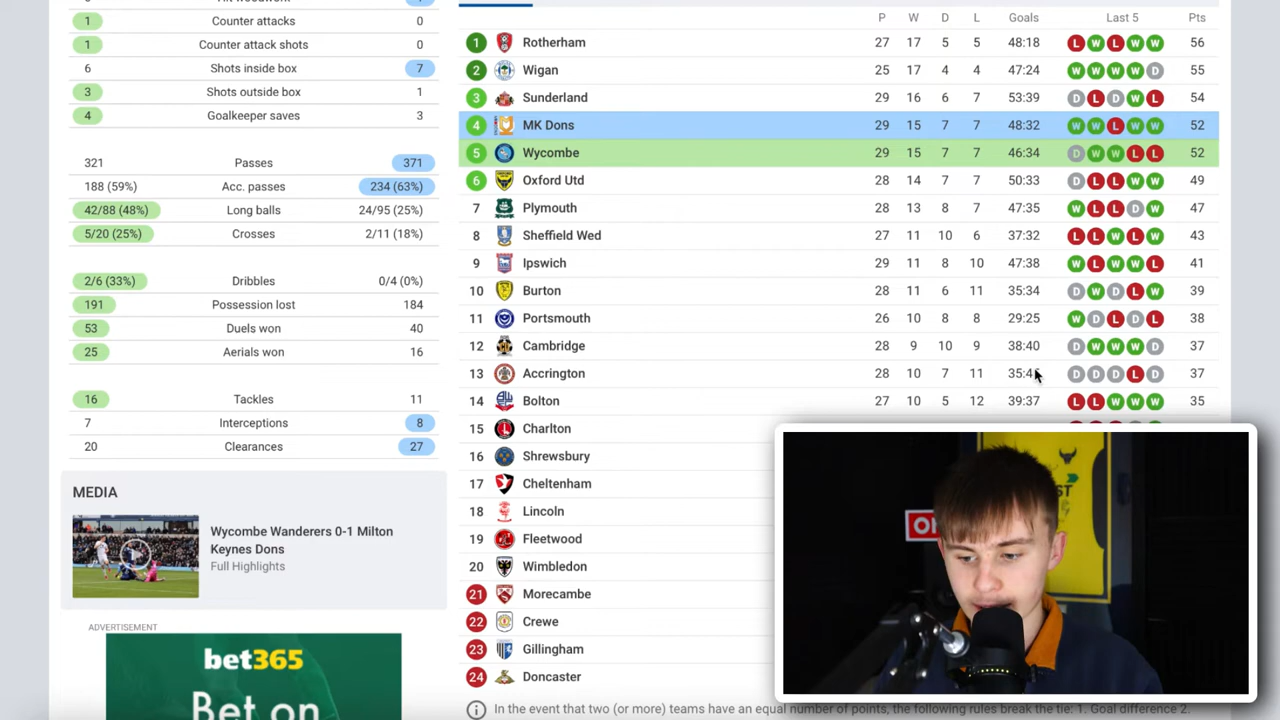 1 Counter attacks 0
1 Counter attack shots 0
6 Shots inside box 7
3 Shots outside box 1
4 Goalkeeper saves 3
321 Passes 371
188 (59%) Acc. passes 234 (63%)
42/88 (48%) Long balls 24/95 (25%)
5/20 (25%) Crosses 2/11 (18%)
2/6 (33%) Dribbles 0/4 (0%)
191 Possession lost 184
53 Duels won 40
25 Aerials won 16
16 Tackles 11
7 Interceptions 8
20 Clearances 27
MEDIA
Wycombe Wanderers 0-1 Milton
Keynes Dons
Full Highlights
ADVERTISEMENT
bet365
Bet on
P W D L Goals Last 5 Pts
1 Rotherham 27 17 5 5 48:18 L W L W W 56
2 Wigan 25 17 4 4 47:24 W W W W D 55
3 Sunderland 29 16 6 7 53:39 D L D W L 54
4 MK Dons 29 15 7 7 48:32 W W L W W 52
5 Wycombe 29 15 7 7 46:34 D W W L L 52
6 Oxford Utd 28 14 7 7 50:33 D L L W W 49
7 Plymouth 28 13 8 7 47:35 W L L D W 47
8 Sheffield Wed 27 11 10 6 37:32 L L W L W 43
9 Ipswich 29 11 8 10 47:38 W L W W L 41
10 Burton 28 11 6 11 35:34 D W D L W 39
11 Portsmouth 26 10 8 8 29:25 W D L D L 38
12 Cambridge 28 9 10 9 38:40 D W W W D 37
13 Accrington 28 10 7 11 D D D L D 37
14 Bolton 27 10 5 12 39:37 L L W W W 35
15 Charlton
16 Shrewsbury
17 Cheltenham
18 Lincoln
19 Fleetwood
20 Wimbledon
21 Morecambe
22 Crewe
23 Gillingham
24 Doncaster
In the event that two (or more) teams have an equal number of points, the following rules break the tie: 1. Goal difference 2.